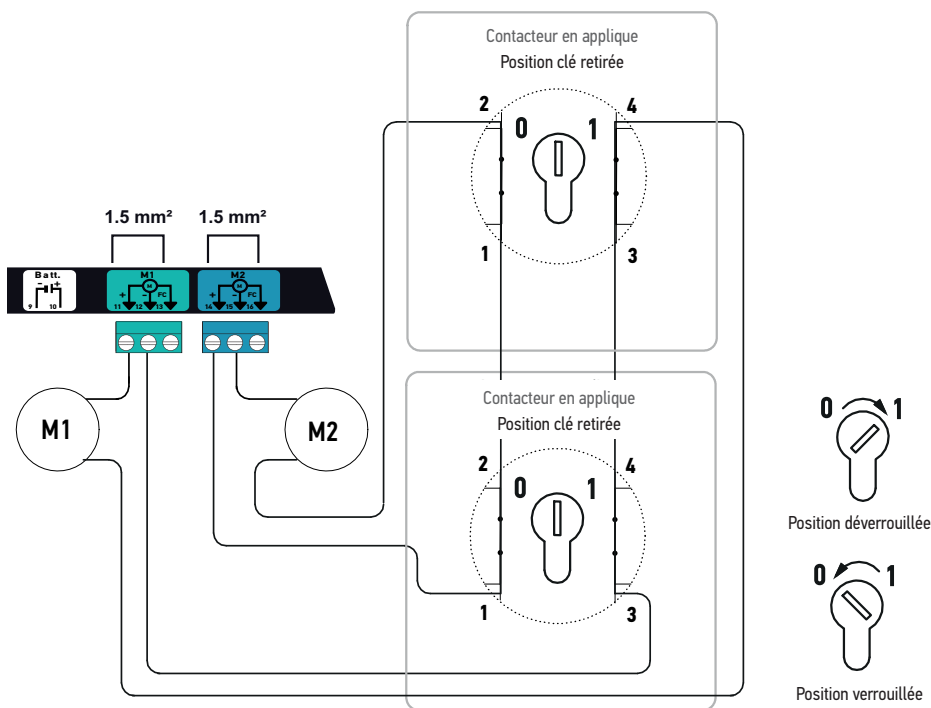 Contacteur en applique
Position clé retirée
2
4
0
1
1
3
1.5 mm²
1.5 mm²
Batt.
- +
9 10
M1
M
+ - FC
11 12 13
M2
M
+ - FC
14 15 16
M1
M2
Contacteur en applique
Position clé retirée
2
4
0
1
1
3
0
1
Position déverrouillée
0
1
Position verrouillée